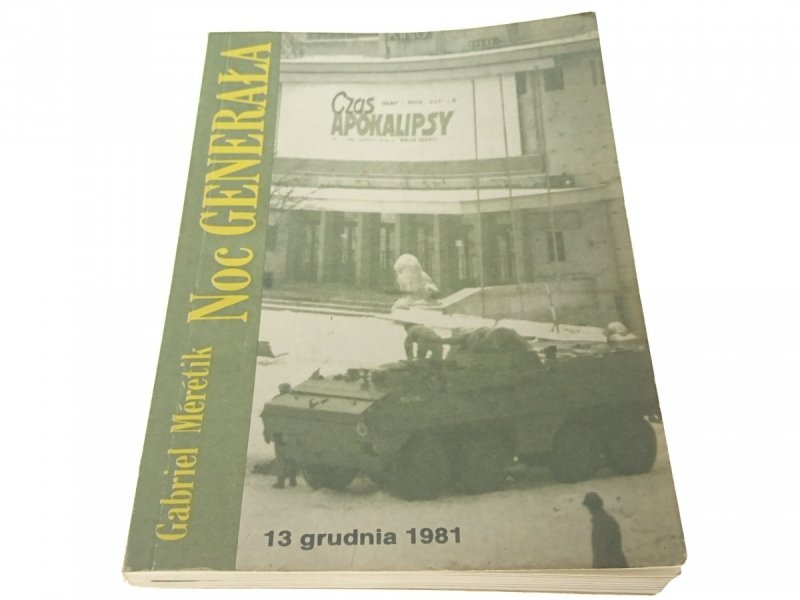 Gabriel Mérétik
Noc GENERAŁA
Czas
APOKALIPSY
13 grudnia 1981